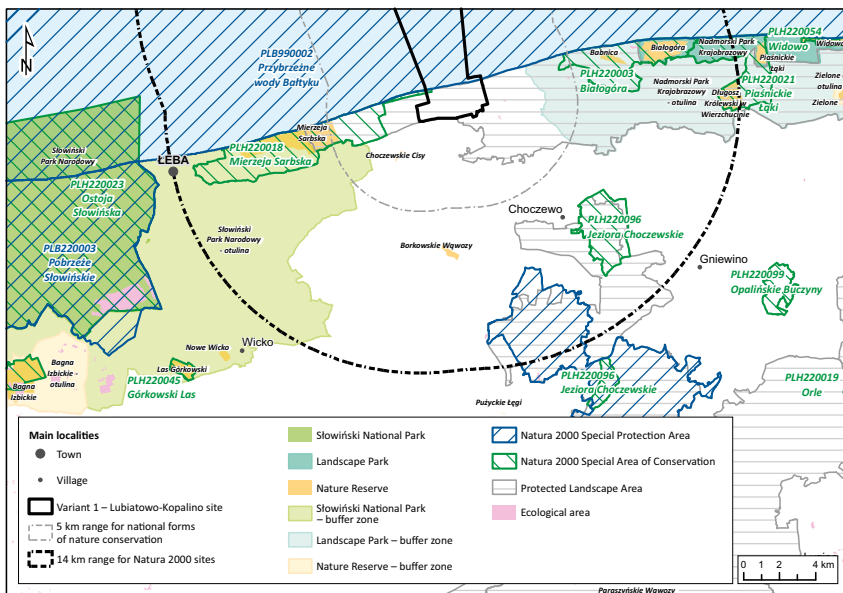 N
PLB990002
Przybrzeżne
wody Bałtyku
Babnica
Białogóra
Nadmorski Park
Krajobrazowy
PLH220054
Widowo
Widowo
Piaśnickie
Łąki
PLH220003
Białogóra
Nadmorski Park
Krajobrazowy
- otulina
PLH220021
Piaśnickie
Łąki
Długosz
Królewski w
Wierzchucinie
Zielone -
otulina
Zielone
Słowiński
Park Narodowy
ŁEBA
Mierzeja
Sarbska
PLH220018
Mierzeja Sarbska
Choczewskie Cisy
PLH220023
Ostoja
Słowińska
PLB220003
Pobrzeże
Słowińskie
Słowiński
Park Narodowy
- otulina
Borkowskie Wąwozy
Choczewo
PLH220096
Jeziora Choczewskie
Gniewino
PLH220099
Opalińskie Buczyny
Nowe Wicko
Wicko
Las Górkowski
PLH220045
Górkowski Las
Bagna
Izbickie -
otulina
Bagna
Izbickie
PLH220096
Jeziora Choczewskie
Pużyckie Łęgi
PLH220019
Orle
Main localities
Town
Village
Variant 1 – Lubiatowo-Kopalino site
5 km range for national forms
of nature conservation
14 km range for Natura 2000 sites
Słowiński National Park
Landscape Park
Nature Reserve
Słowiński National Park
– buffer zone
Landscape Park – buffer zone
Nature Reserve – buffer zone
Natura 2000 Special Protection Area
Natura 2000 Special Area of Conservation
Protected Landscape Area
Ecological area
0 1 2 4 km
Paraszyńskie Wąwozy